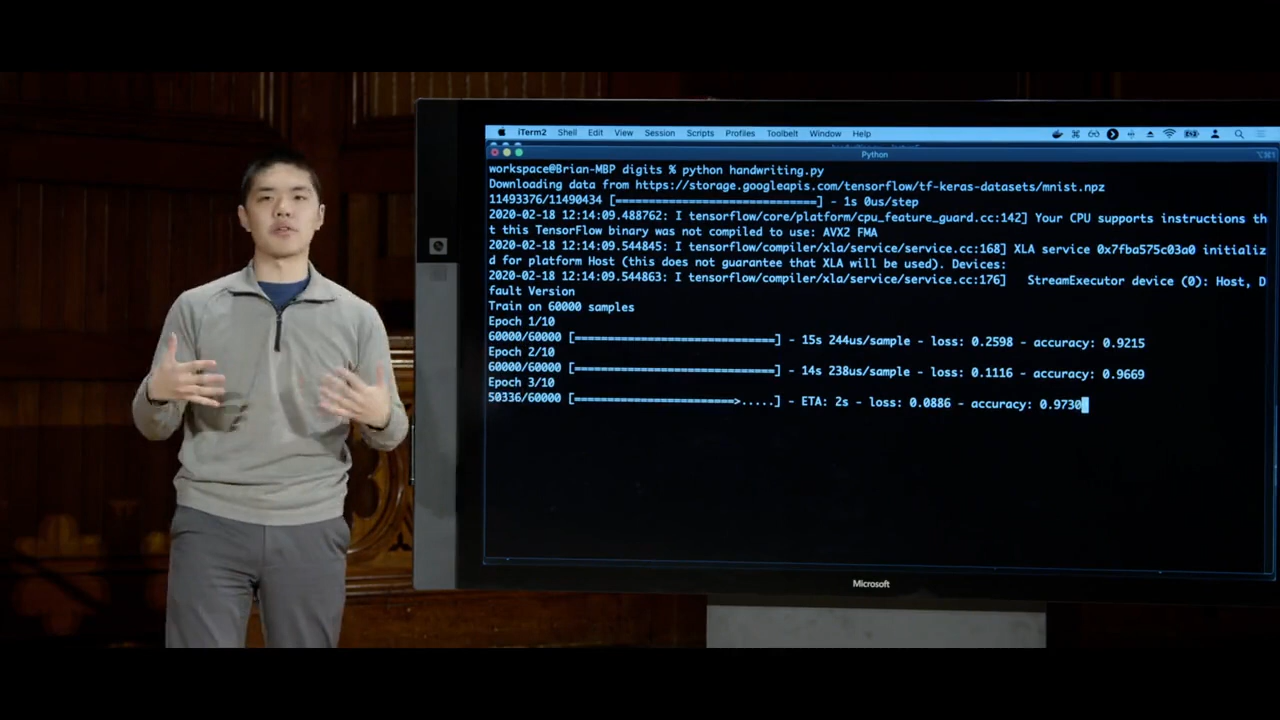 iTerm2 Shell Edit View Session Scripts Profiles Toolbelt Window Help
Python
workspace@Brian-MBP digits % python handwriting.py
Downloading data from https://storage.googleapis.com/tensorflow/tf-keras-datasets/mnist.npz
11493376/11490434 [==============================] - 1s 0us/step
2020-02-18 12:14:09.488762: I tensorflow/core/platform/cpu_feature_guard.cc:142] Your CPU supports instructions th
t this TensorFlow binary was not compiled to use: AVX2 FMA
2020-02-18 12:14:09.544845: I tensorflow/compiler/xla/service/service.cc:168] XLA service 0x7fba575c03a0 initializ
d for platform Host (this does not guarantee that XLA will be used). Devices:
2020-02-18 12:14:09.544863: I tensorflow/compiler/xla/service/service.cc:176]   StreamExecutor device (0): Host, D
fault Version
Train on 60000 samples
Epoch 1/10
60000/60000 [==============================] - 15s 244us/sample - loss: 0.2598 - accuracy: 0.9215
Epoch 2/10
60000/60000 [==============================] - 14s 238us/sample - loss: 0.1116 - accuracy: 0.9669
Epoch 3/10
50336/60000 [========================>.....] - ETA: 2s - loss: 0.0886 - accuracy: 0.9730
Microsoft